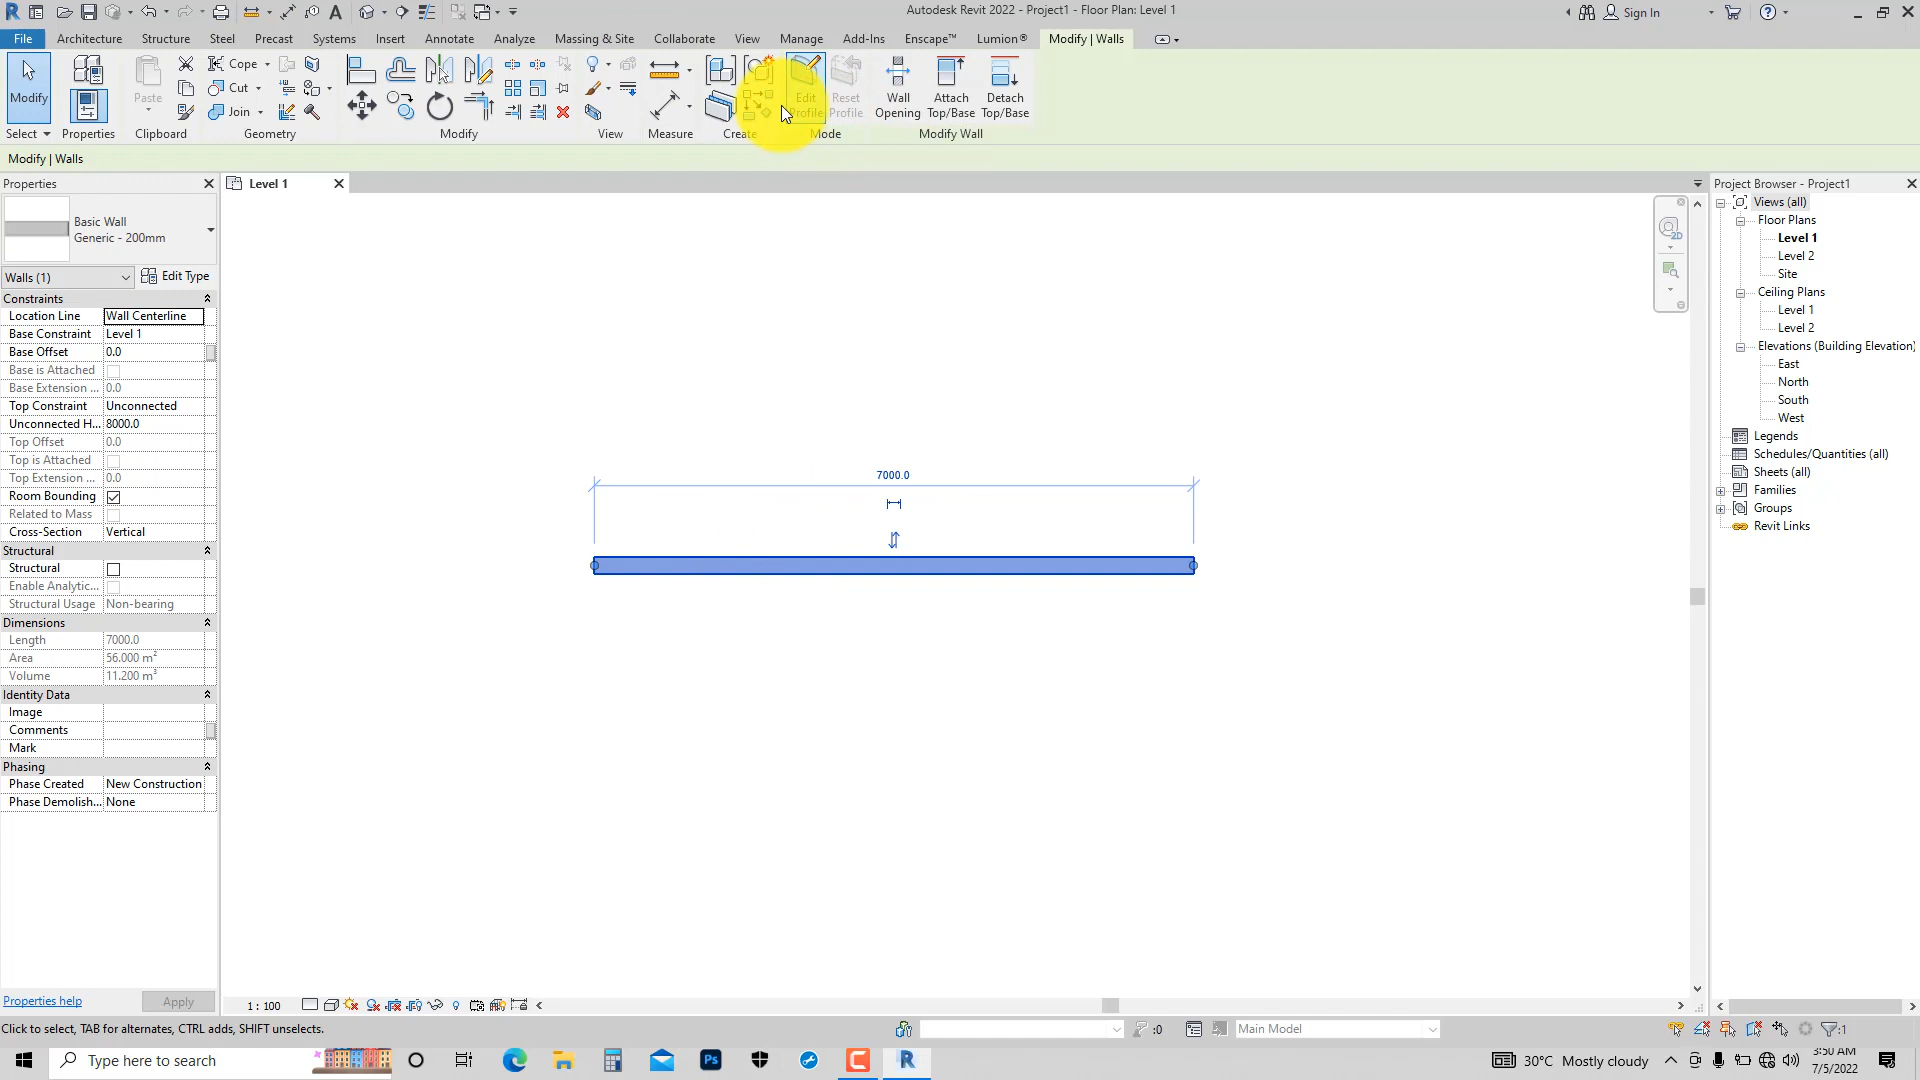 Autodesk Revit 2022 - Project1 - Floor Plan: Level 1
Sign In
File
Architecture
Structure
Steel
Precast
Systems
Insert
Annotate
Analyze
Massing & Site
Collaborate
View
Manage
Add-Ins
Enscape™
Lumion®
Modify | Walls
Modify
Select
Properties
Paste
Clipboard
Cope
Cut
Join
Geometry
Modify
View
Measure
Create
Edit Profile
Reset Profile
Mode
Wall Opening
Attach Top/Base
Detach Top/Base
Modify Wall
Modify | Walls
Properties
Basic Wall
Generic - 200mm
Walls (1)
Edit Type
Constraints
Location Line Wall Centerline
Base Constraint Level 1
Base Offset 0.0
Base is Attached
Base Extension ... 0.0
Top Constraint Unconnected
Unconnected H... 8000.0
Top Offset 0.0
Top is Attached
Top Extension ... 0.0
Room Bounding
Related to Mass
Cross-Section Vertical
Structural
Structural
Enable Analytic...
Structural Usage Non-bearing
Dimensions
Length 7000.0
Area 56.000 m²
Volume 11.200 m³
Identity Data
Image
Comments
Mark
Phasing
Phase Created New Construction
Phase Demolish... None
Properties help
Apply
Level 1
7000.0
Project Browser - Project1
Views (all)
Floor Plans
Level 1
Level 2
Site
Ceiling Plans
Level 1
Level 2
Elevations (Building Elevation)
East
North
South
West
Legends
Schedules/Quantities (all)
Sheets (all)
Families
Groups
Revit Links
1 : 100
Click to select, TAB for alternates, CTRL adds, SHIFT unselects.
:0
Main Model
:1
Type here to search
30°C Mostly cloudy
3:50 AM
7/5/2022